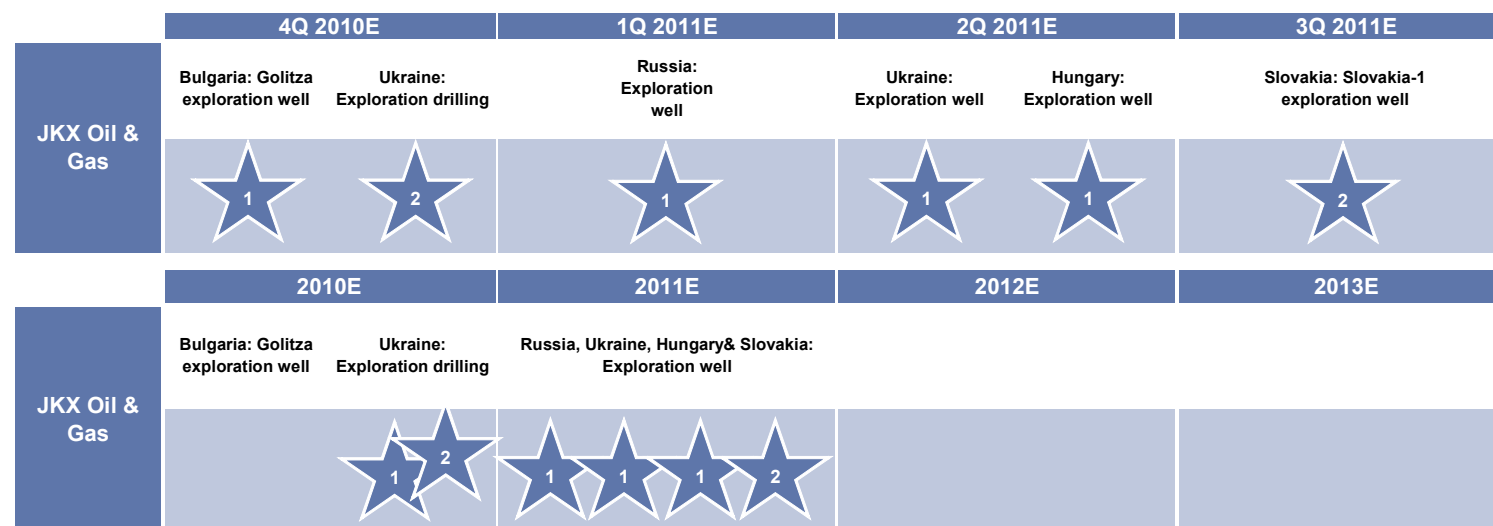 4Q 2010E 1Q 2011E 2Q 2011E 3Q 2011E
JKX Oil &
Gas
Bulgaria: Golitza
exploration well
Ukraine:
Exploration drilling
Russia:
Exploration
well
Ukraine:
Exploration well
Hungary:
Exploration well
Slovakia: Slovakia-1
exploration well
1 2 1 1 1 2
2010E 2011E 2012E 2013E
JKX Oil &
Gas
Bulgaria: Golitza
exploration well
Ukraine:
Exploration drilling
Russia, Ukraine, Hungary& Slovakia:
Exploration well
1 2 1 1 1 2